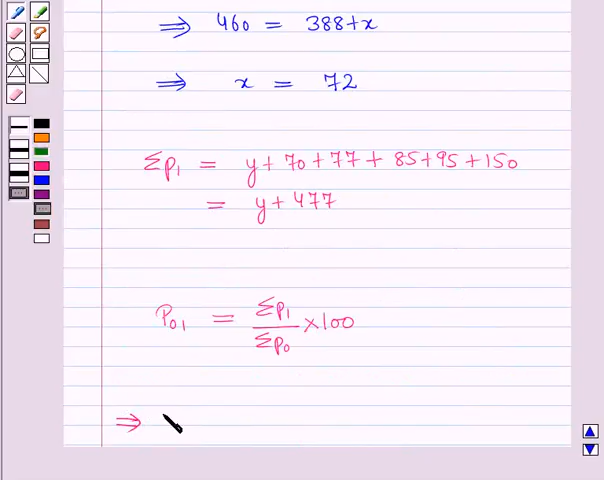 ⇒ 460 = 388+x
⇒ x = 72
Σp₁ = y+70+77+85+95+150
= y+477
P₀₁ = Σp₁/Σp₀ ×100
⇒